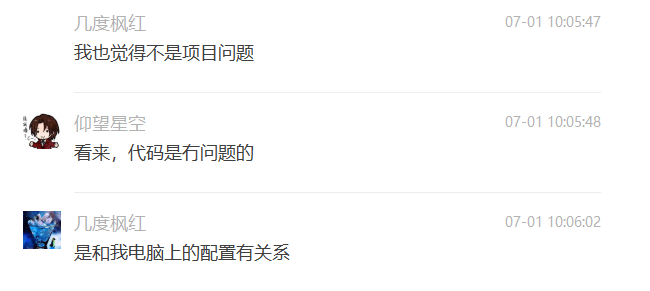 几度枫红 07-01 10:05:47
我也觉得不是项目问题
仰望星空 07-01 10:05:48
看来，代码是冇问题的
几度枫红 07-01 10:06:02
是和我电脑上的配置有关系